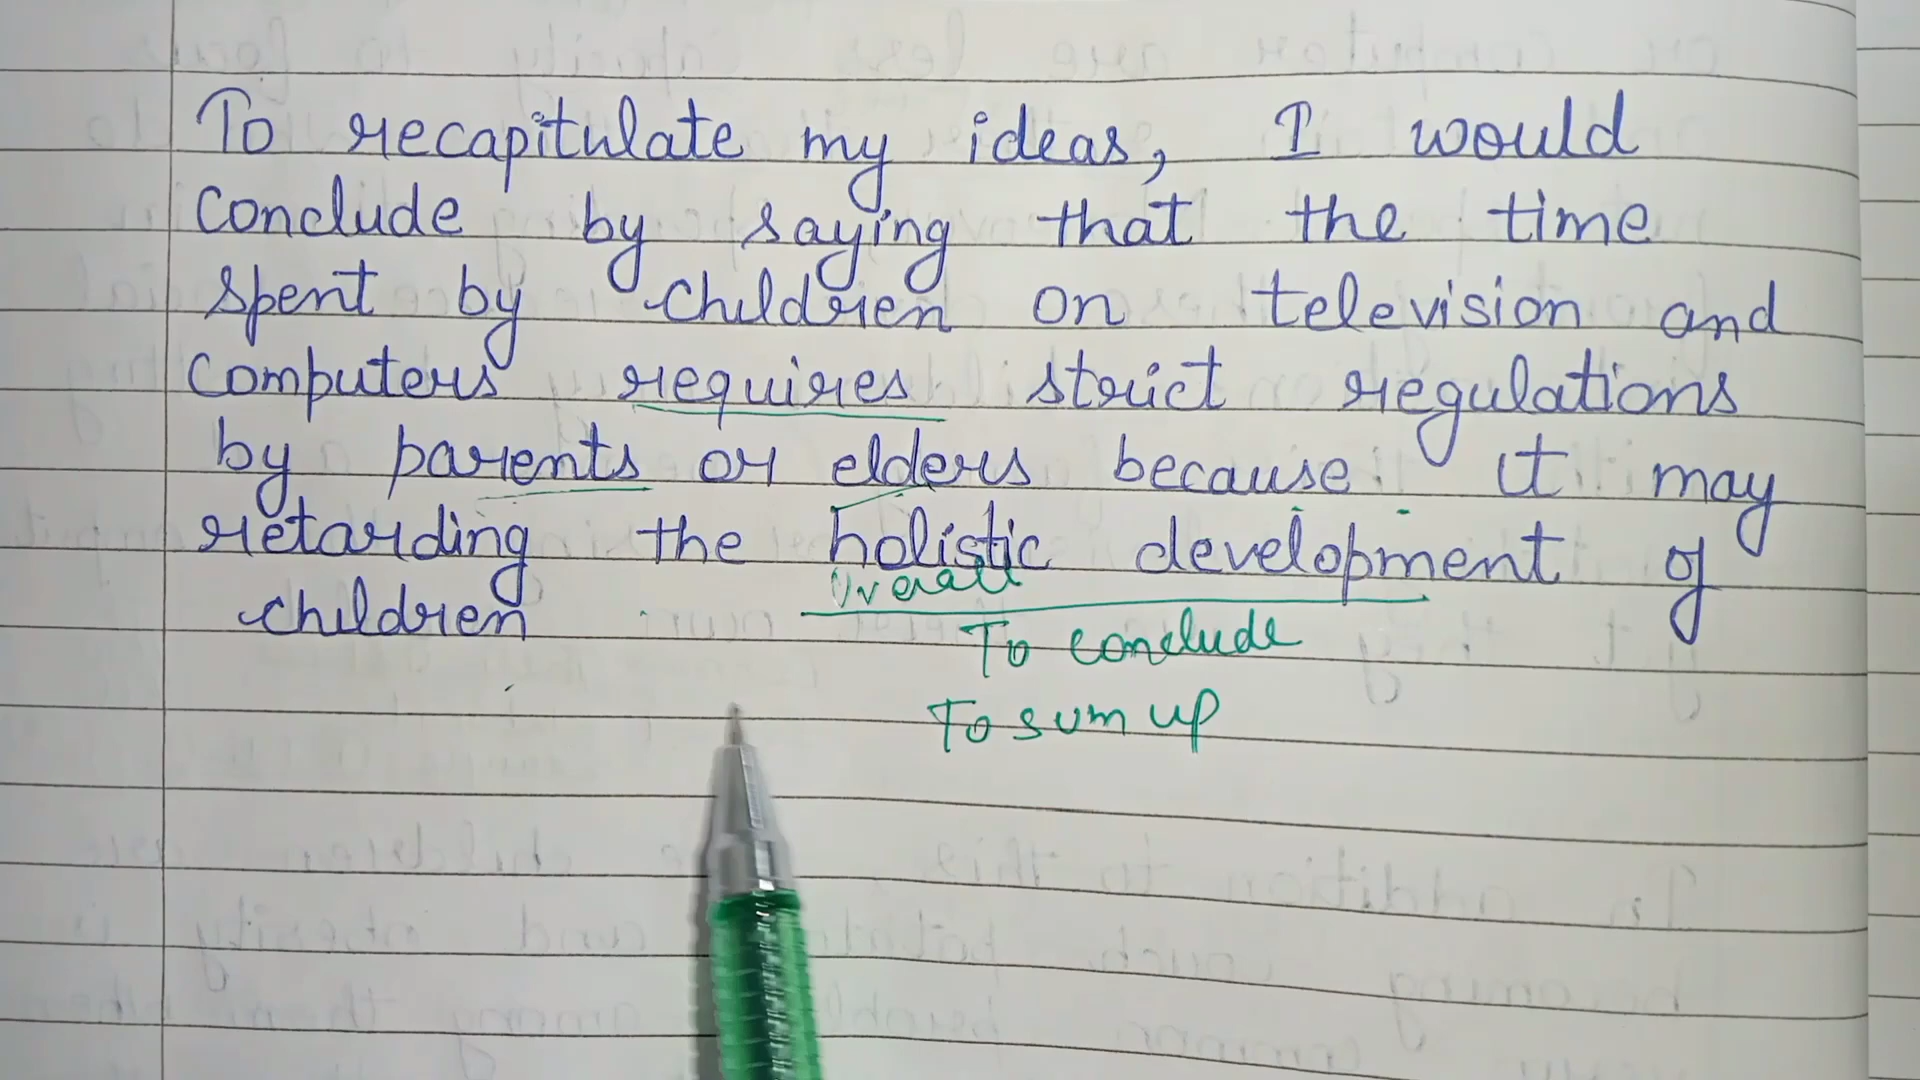 To recapitulate my ideas, I would
conclude by saying that the time
spent by children on television and
computers requires strict regulations
by parents or elders because it may
retarding the holistic development of
overall
children
To conclude
To sum up